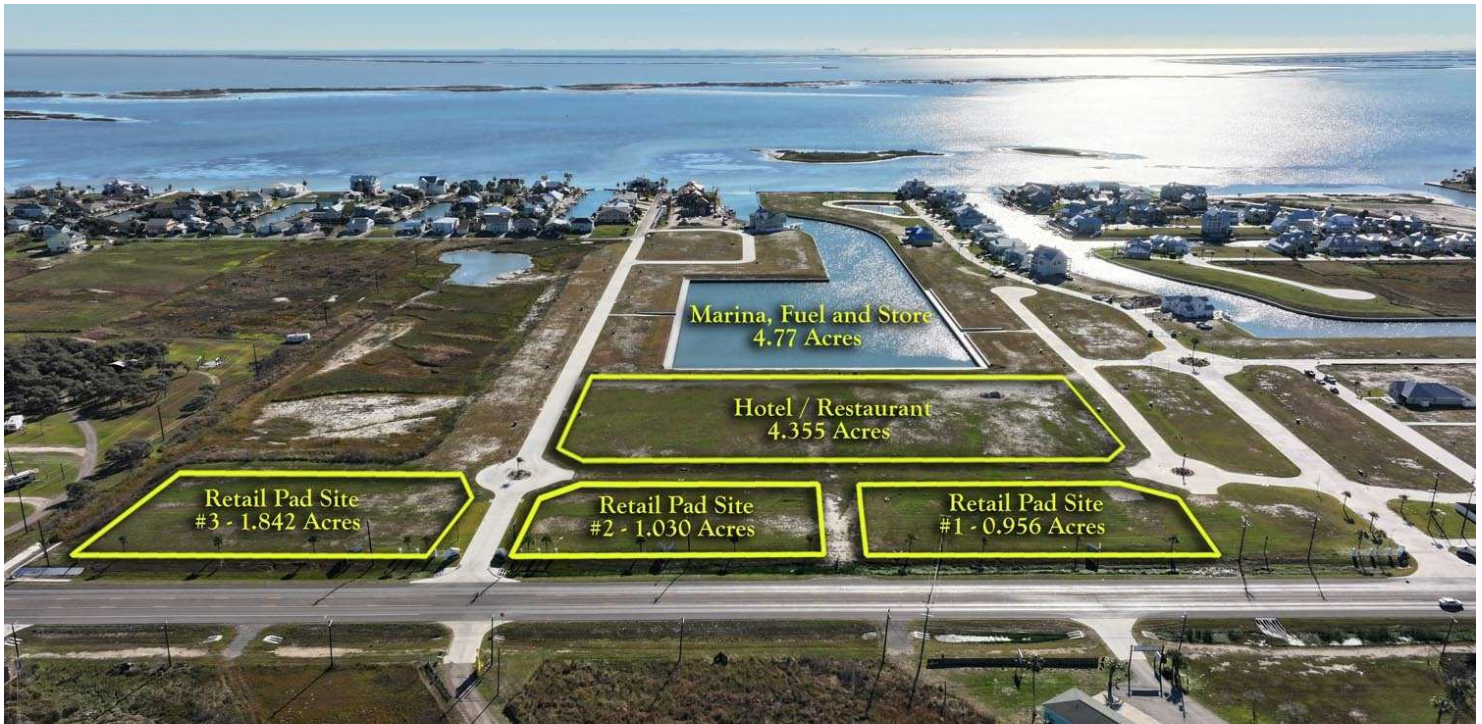 Marina, Fuel and Store
4.77 Acres
Hotel / Restaurant
4.355 Acres
Retail Pad Site
#3 - 1.842 Acres
Retail Pad Site
#2 - 1.030 Acres
Retail Pad Site
#1 - 0.956 Acres